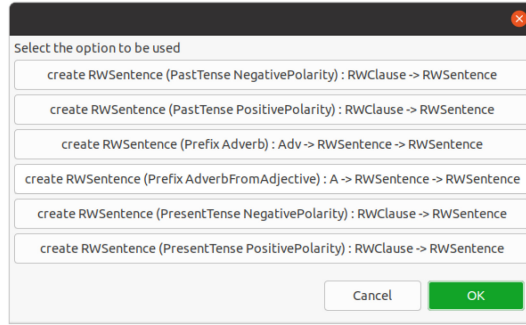 Select the option to be used
create RWSentence (PastTense NegativePolarity) : RWClause -> RWSentence
create RWSentence (PastTense PositivePolarity) : RWClause -> RWSentence
create RWSentence (Prefix Adverb) : Adv -> RWSentence -> RWSentence
create RWSentence (Prefix AdverbFromAdjective) : A -> RWSentence -> RWSentence
create RWSentence (PresentTense NegativePolarity) : RWClause -> RWSentence
create RWSentence (PresentTense PositivePolarity) : RWClause -> RWSentence
Cancel OK